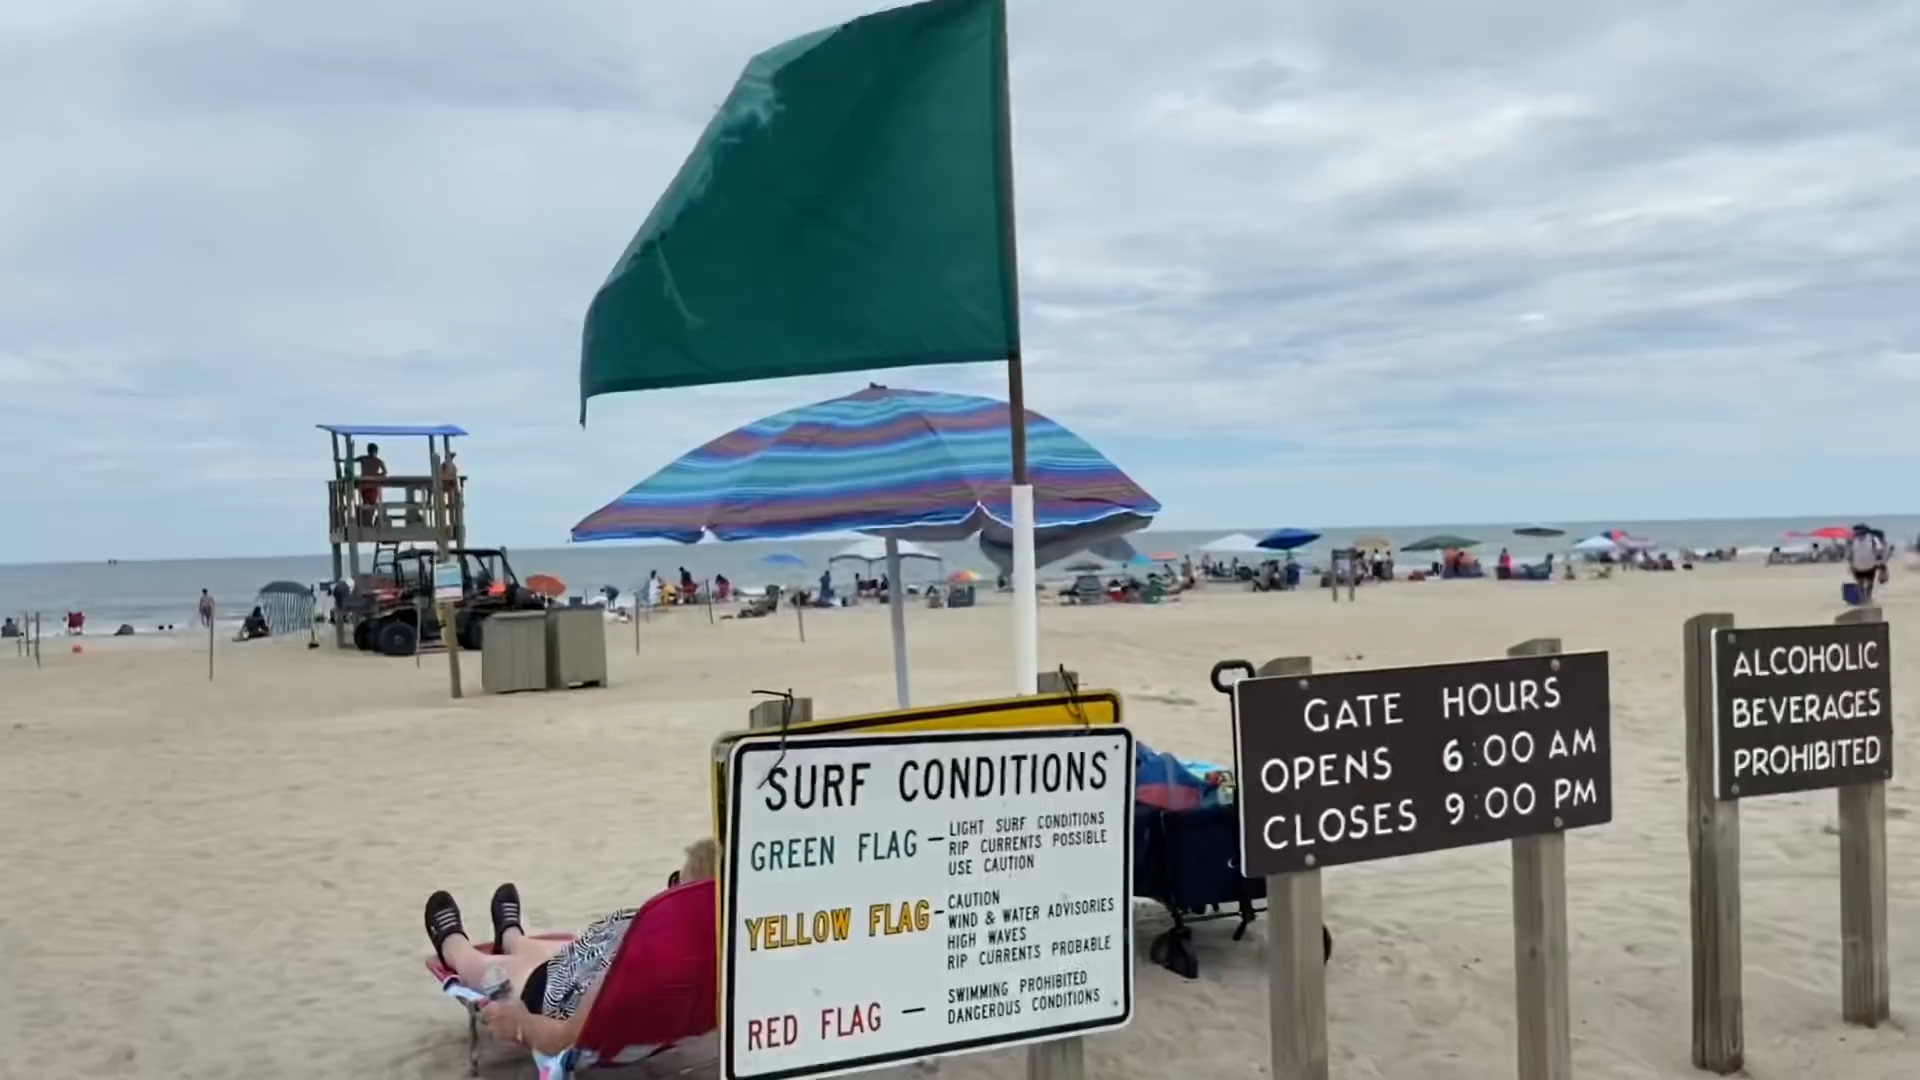 SURF CONDITIONS
GREEN FLAG – LIGHT SURF CONDITIONS
RIP CURRENTS POSSIBLE
USE CAUTION
YELLOW FLAG – CAUTION
WIND & WATER ADVISORIES
HIGH WAVES
RIP CURRENTS PROBABLE
RED FLAG – SWIMMING PROHIBITED
DANGEROUS CONDITIONS
GATE HOURS
OPENS 6:00 AM
CLOSES 9:00 PM
ALCOHOLIC
BEVERAGES
PROHIBITED